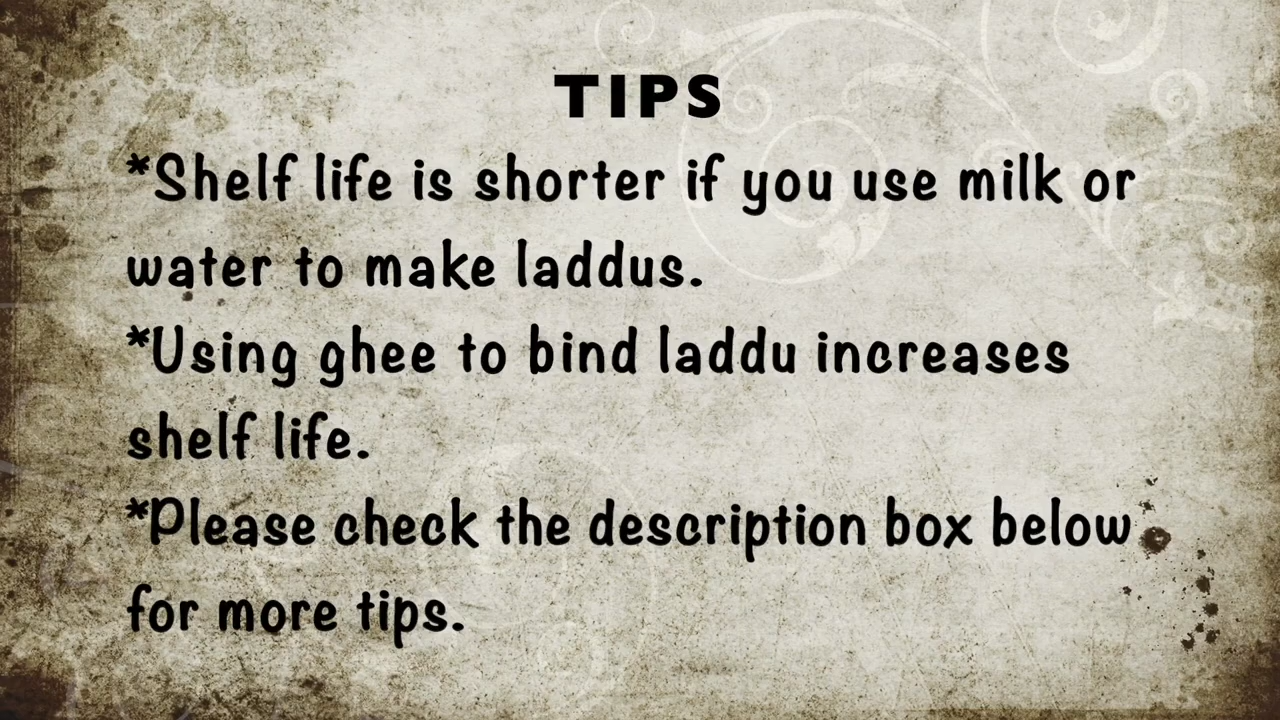 TIPS
*Shelf life is shorter if you use milk or
water to make laddus.
*Using ghee to bind laddu increases
shelf life.
*Please check the description box below
for more tips.